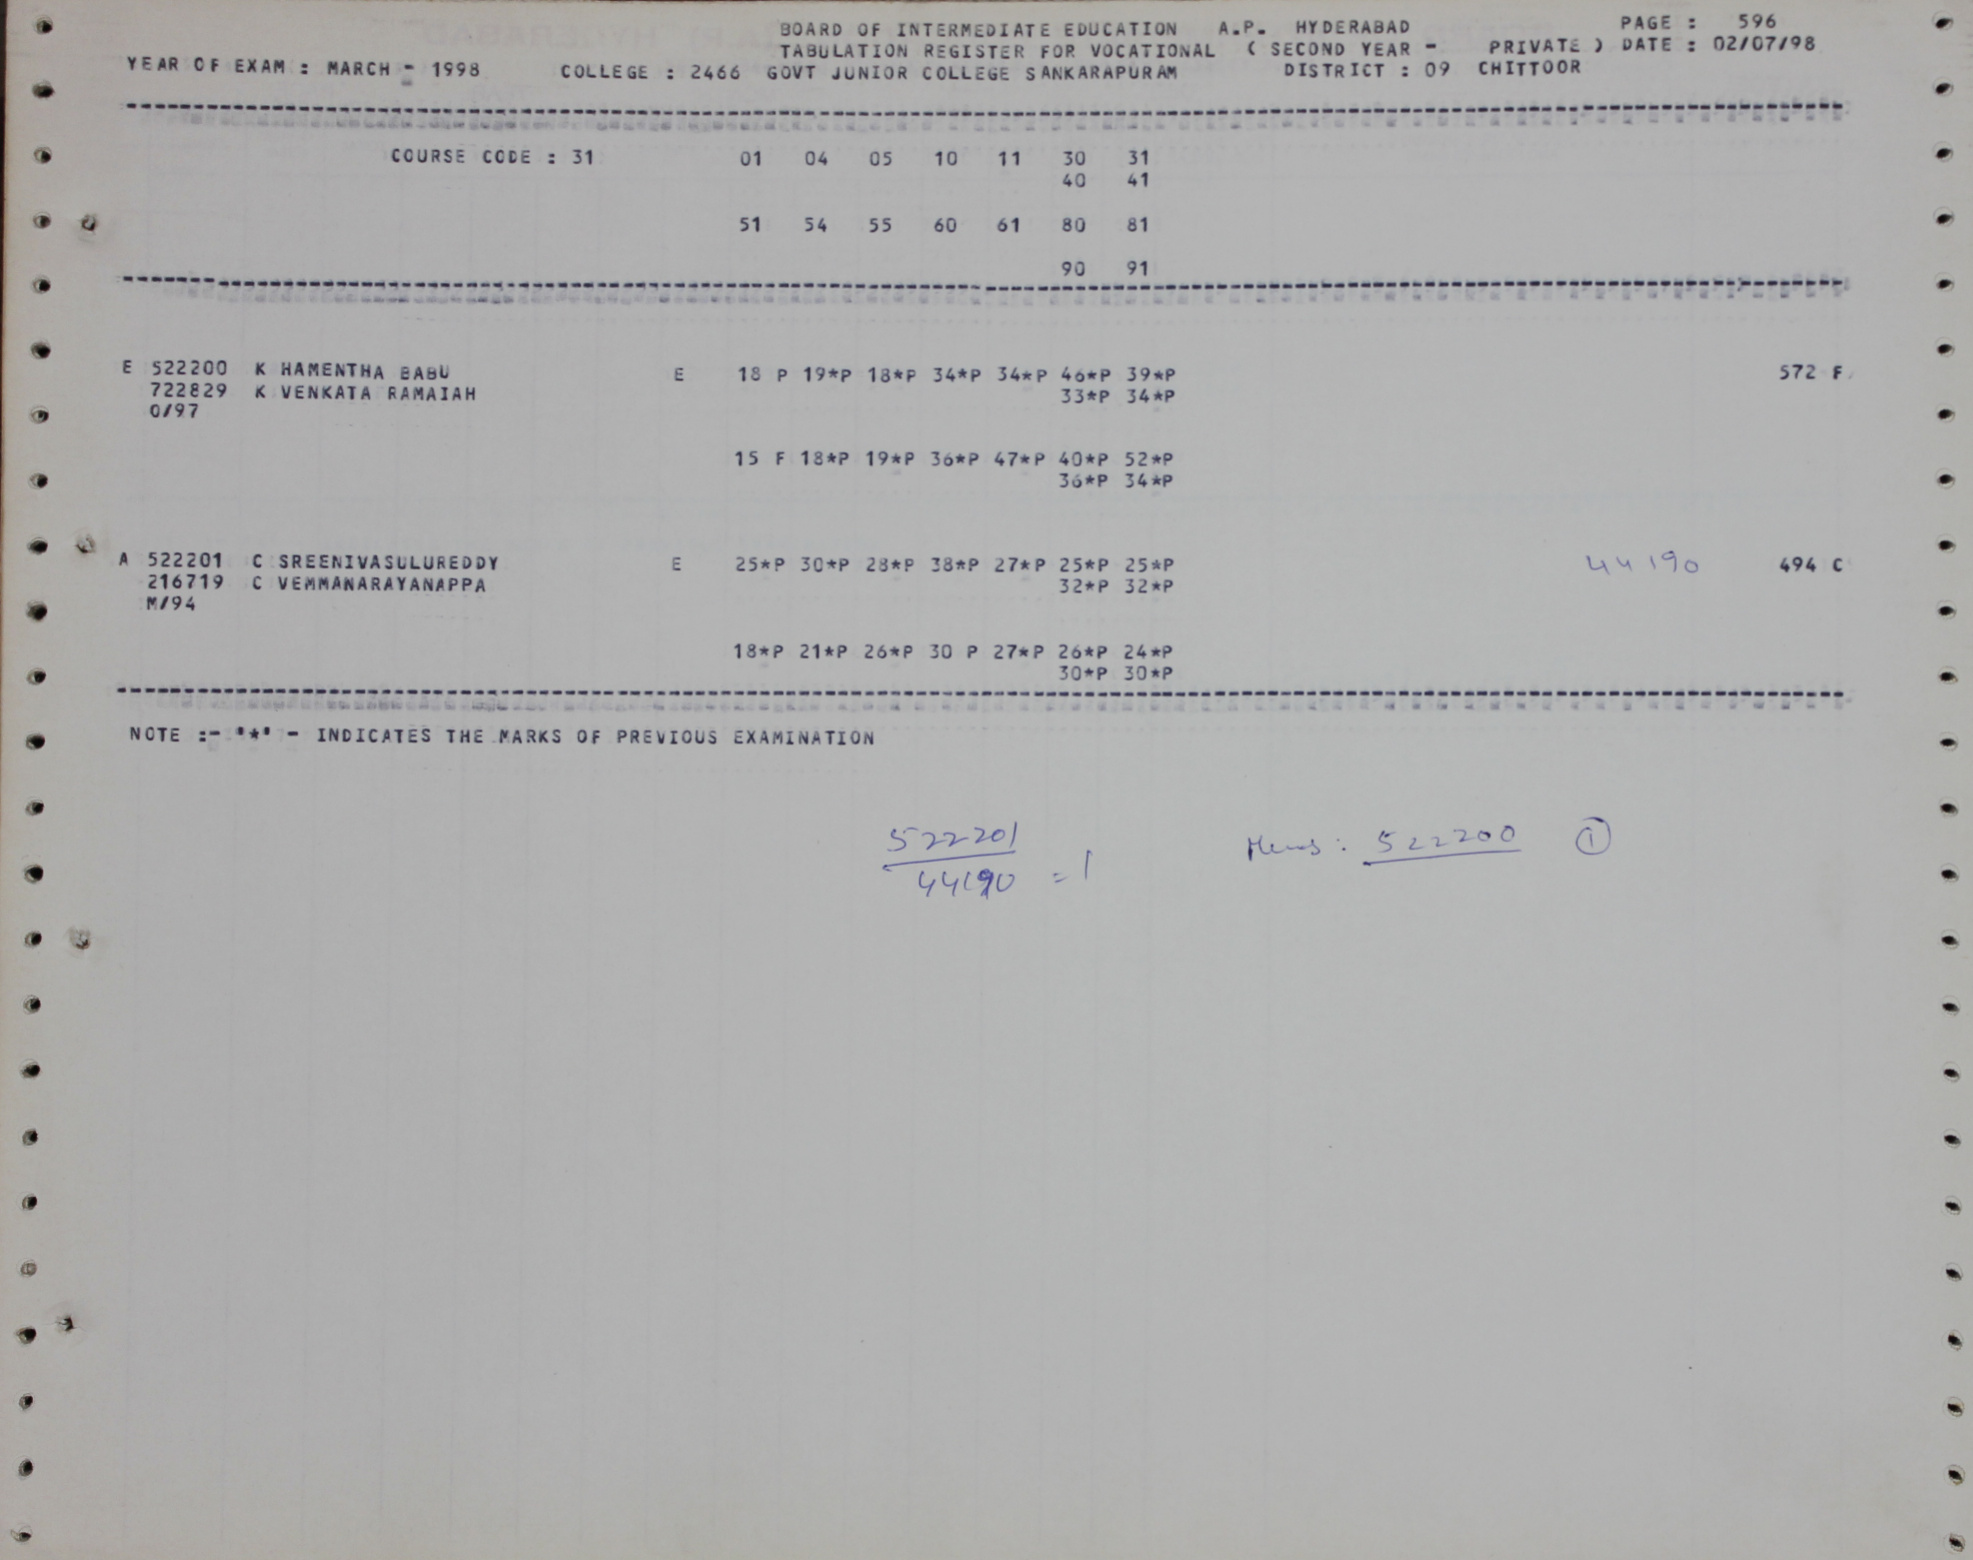 BOARD OF INTERMEDIATE EDUCATION A.P. HYDERABAD PAGE : 596
TABULATION REGISTER FOR VOCATIONAL ( SECOND YEAR - PRIVATE ) DATE : 02/07/98
YEAR OF EXAM : MARCH - 1998 COLLEGE : 2466 GOVT JUNIOR COLLEGE SANKARAPURAM DISTRICT : 09 CHITTOOR
COURSE CODE : 31 01 04 05 10 11 30 31
40 41
51 54 55 60 61 80 81
90 91
E 522200 K HAMENTHA BABU E 18 P 19*P 18*P 34*P 34*P 46*P 39*P 572 F
722829 K VENKATA RAMAIAH 33*P 34*P
O/97
15 F 18*P 19*P 36*P 47*P 40*P 52*P
36*P 34*P
A 522201 C SREENIVASULUREDDY E 25*P 30*P 28*P 38*P 27*P 25*P 25*P 44190 494 C
216719 C VEMMANARAYANAPPA 32*P 32*P
M/94
18*P 21*P 26*P 30 P 27*P 26*P 24*P
30*P 30*P
NOTE :- '*' - INDICATES THE MARKS OF PREVIOUS EXAMINATION
522201
44190 = 1
: 522200 1